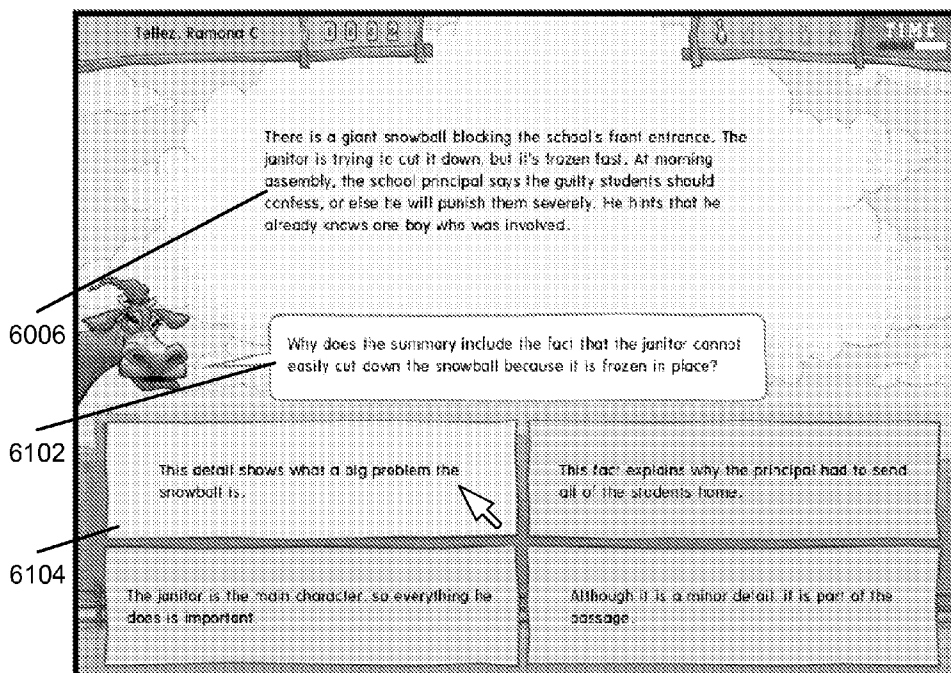 Tellez, Ramona C
0002
TIME
There is a giant snowball blocking the school's front entrance. The
janitor is trying to cut it down, but it's frozen fast. At morning
assembly, the school principal says the guilty students should
confess, or else he will punish them severely. He hints that he
already knows one boy who was involved.
6006
Why does the summary include the fact that the janitor cannot
easily cut down the snowball because it is frozen in place?
6102
This detail shows what a big problem the
snowball is.
This fact explains why the principal had to send
all of the students home.
6104
The janitor is the main character, so everything he
does is important
Although it is a minor detail, it is part of the
passage.